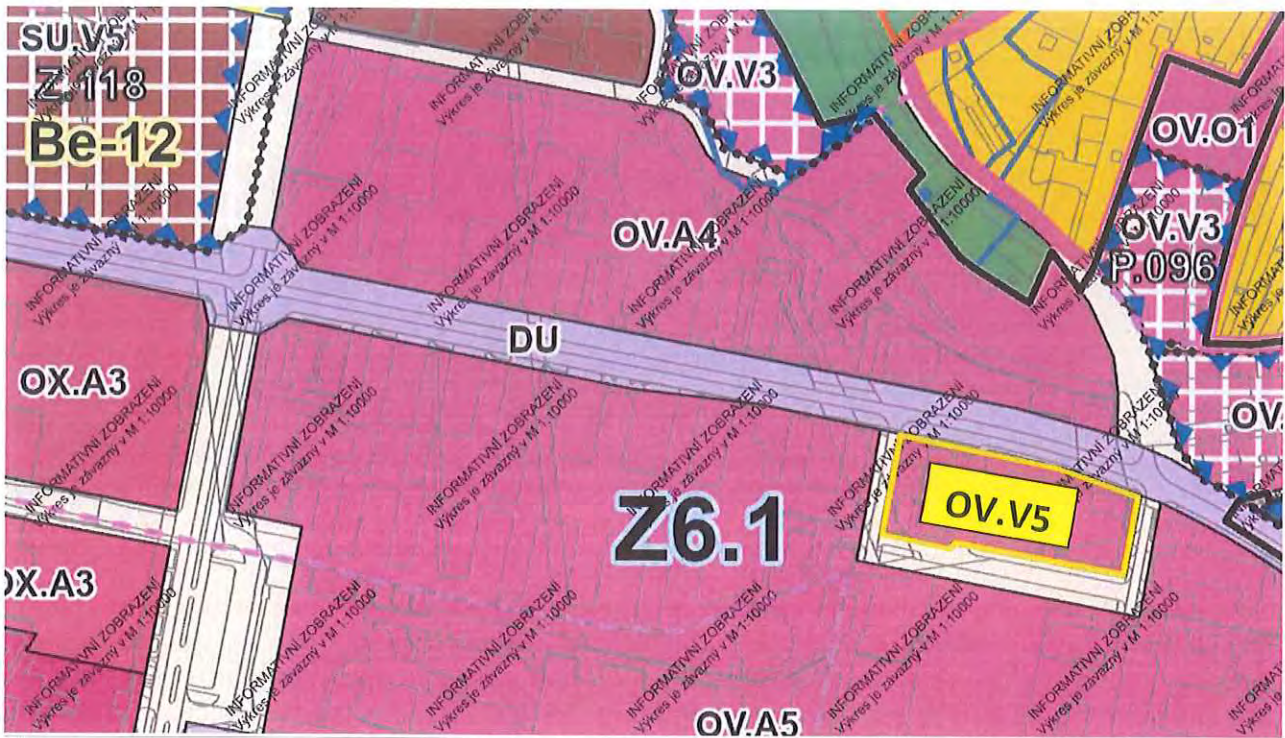 SU.V5
Z.118
Be-12
OV.V3
OV.O1
OV.V3
P.096
OV.A4
DU
OX.A3
OV.
OV.V5
Z6.1
OX.A3
OV.A5
INFORMATIVNÍ ZOBRAZENÍ
Výkres je závazný v M 1:10000